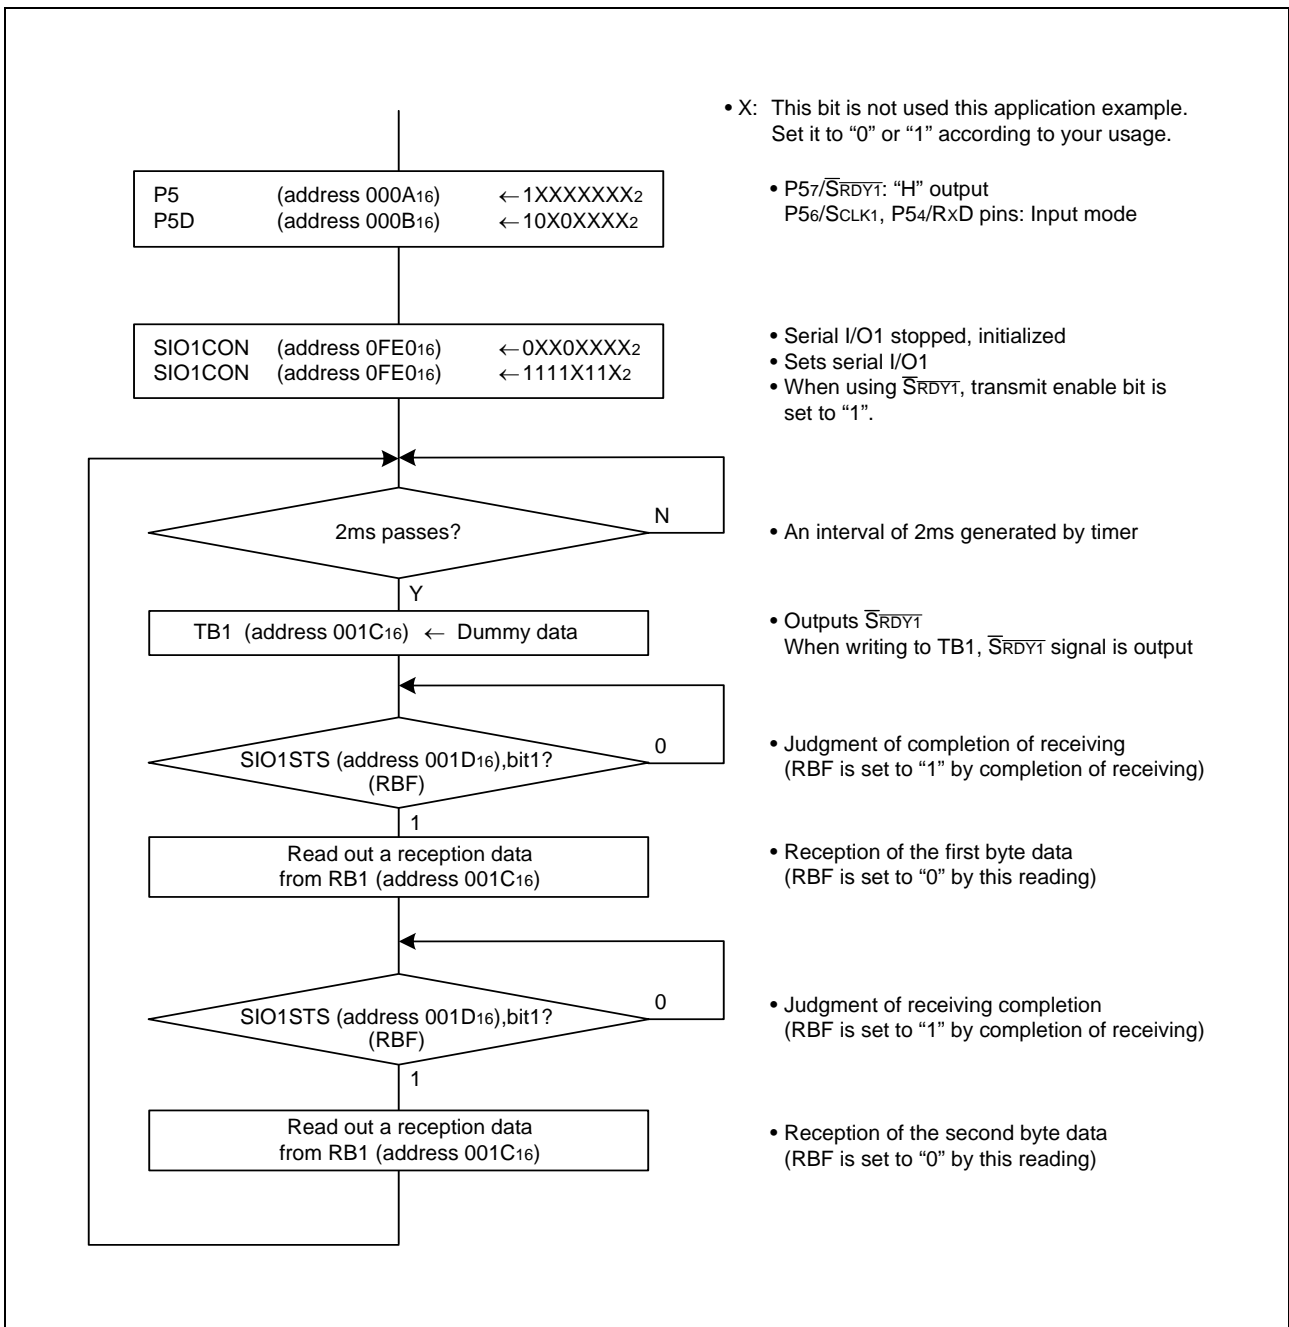 • X: This bit is not used this application example.
Set it to “0” or “1” according to your usage.
P5 (address 000A16) ←1XXXXXXX2
P5D (address 000B16) ←10X0XXXX2
• P57/S̅R̅D̅Y̅1̅: “H” output
P56/SCLK1, P54/RxD pins: Input mode
SIO1CON (address 0FE016) ←0XX0XXXX2
SIO1CON (address 0FE016) ←1111X11X2
• Serial I/O1 stopped, initialized
• Sets serial I/O1
• When using S̅R̅D̅Y̅1̅, transmit enable bit is
set to “1”.
2ms passes?
N
• An interval of 2ms generated by timer
Y
TB1 (address 001C16) ← Dummy data
• Outputs S̅R̅D̅Y̅1̅
When writing to TB1, S̅R̅D̅Y̅1̅ signal is output
SIO1STS (address 001D16),bit1?
(RBF)
0
• Judgment of completion of receiving
(RBF is set to “1” by completion of receiving)
1
Read out a reception data
from RB1 (address 001C16)
• Reception of the first byte data
(RBF is set to “0” by this reading)
SIO1STS (address 001D16),bit1?
(RBF)
0
• Judgment of receiving completion
(RBF is set to “1” by completion of receiving)
1
Read out a reception data
from RB1 (address 001C16)
• Reception of the second byte data
(RBF is set to “0” by this reading)